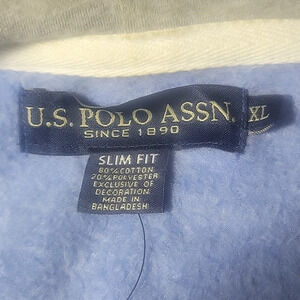 U.S. POLO ASSN. XL
SINCE 1890
SLIM FIT
80%COTTON
20%POLYESTER
EXCLUSIVE OF
DECORATION
MADE IN
BANGLADESH